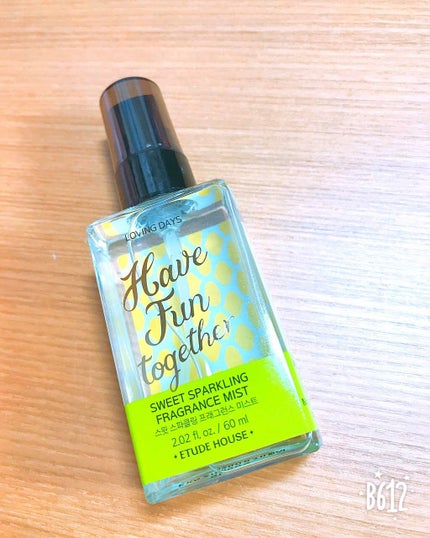 LOVING DAYS
Have
Fun
together
SWEET SPARKLING
FRAGRANCE MIST
스윗 스파클링 프래그런스 미스트
2.02 fl. oz. / 60 ml
• ETUDE HOUSE •
B612